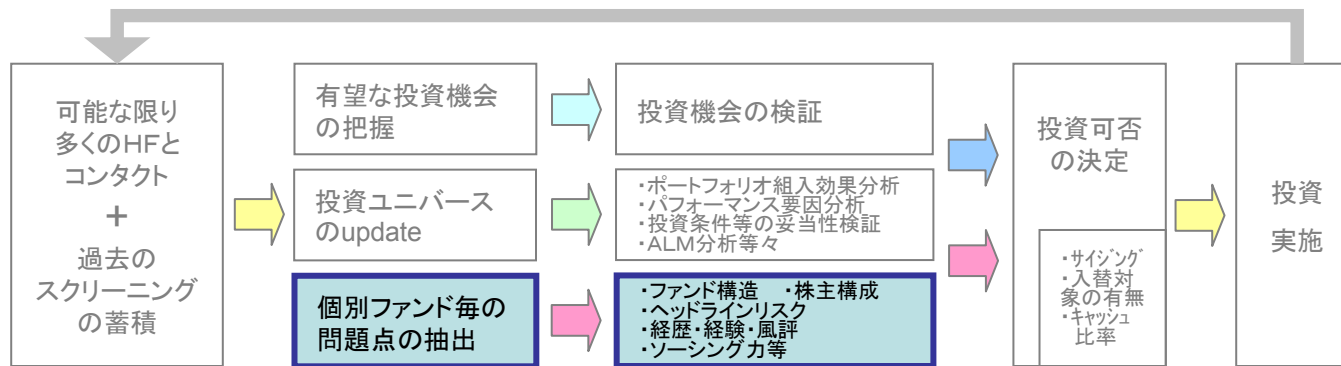 可能な限り
多くのHFと
コンタクト
＋
過去の
スクリーニング
の蓄積
有望な投資機会
の把握
投資機会の検証
投資ユニバース
のupdate
・ポートフォリオ組入効果分析
・パフォーマンス要因分析
・投資条件等の妥当性検証
・ALM分析等々
個別ファンド毎の
問題点の抽出
・ファンド構造　・株主構成
・ヘッドラインリスク
・経歴・経験・風評
・ソーシング力等
投資可否
の決定
・サイジング
・入替対
象の有無
・キャッシュ
比率
投資
実施